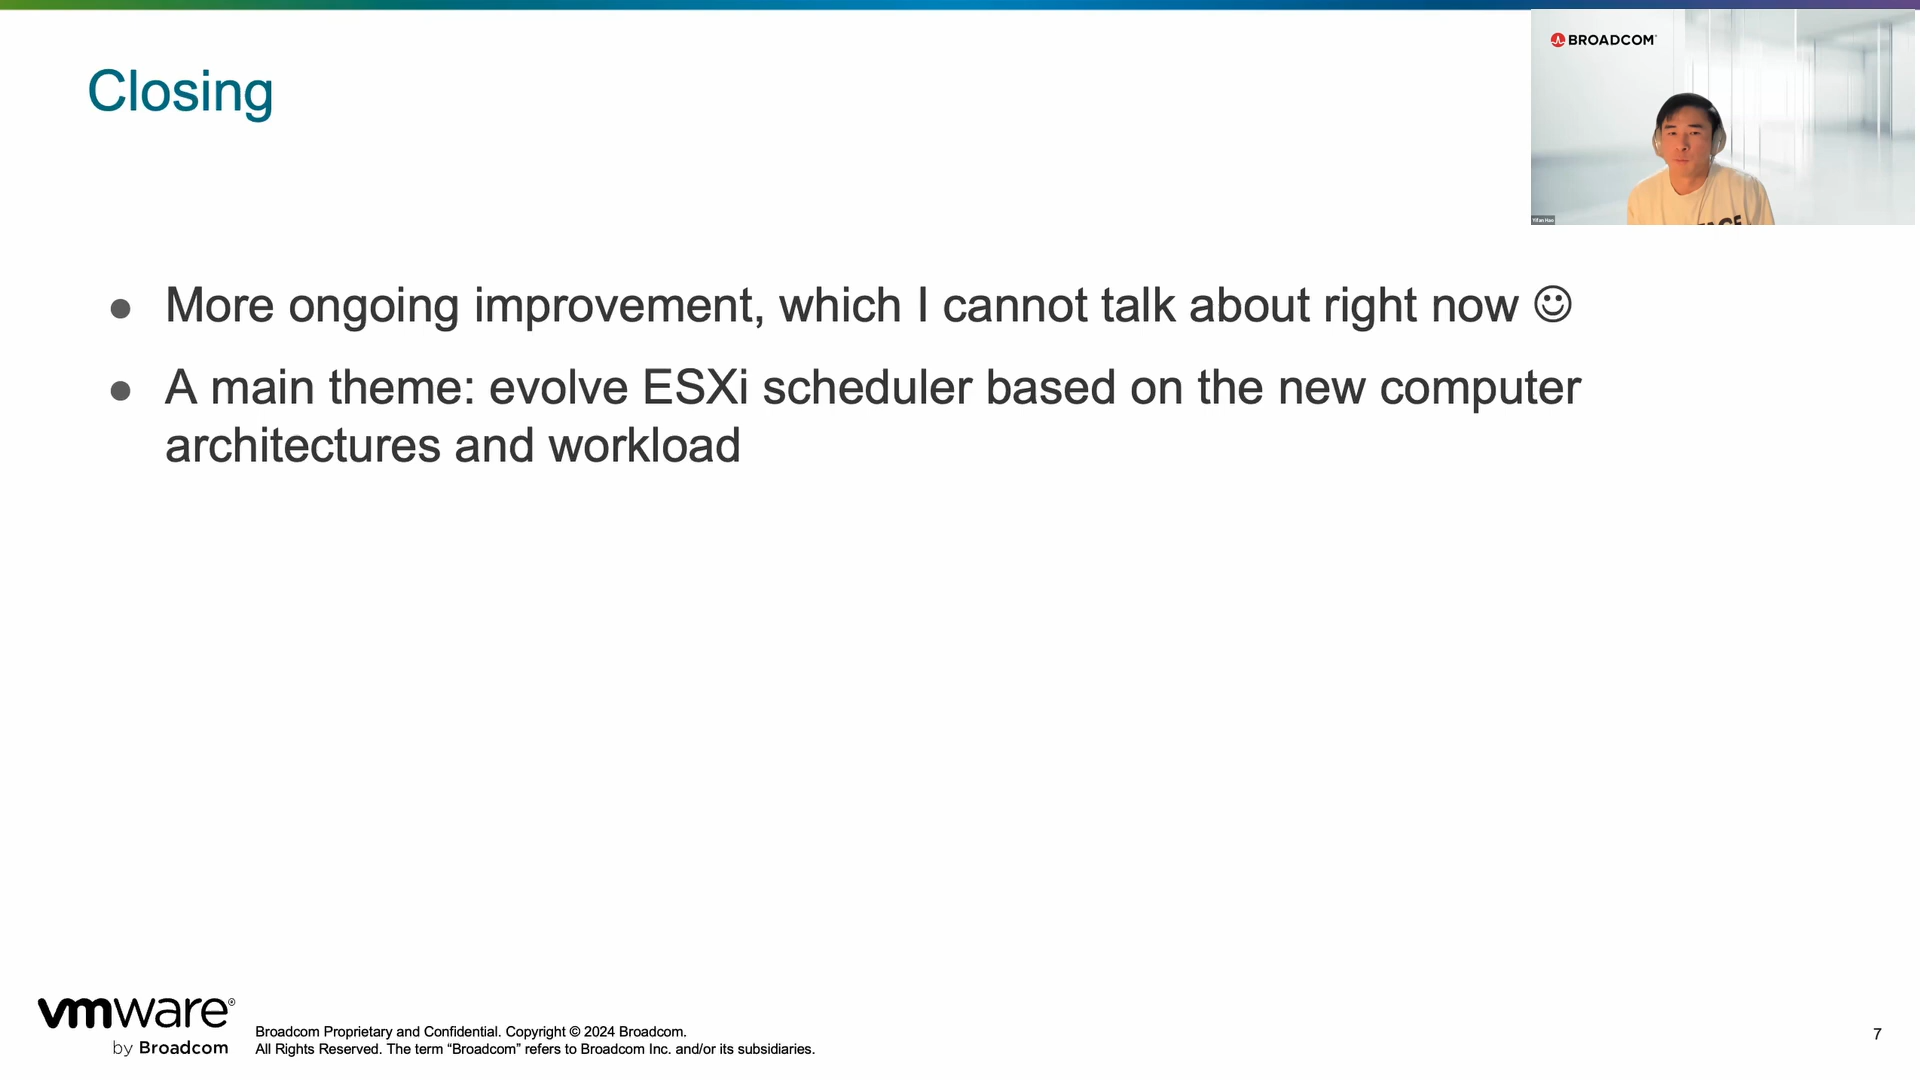 BROADCOM
Closing
Yifan Hao
● More ongoing improvement, which I cannot talk about right now ☺
● A main theme: evolve ESXi scheduler based on the new computer
architectures and workload
vmware®
by Broadcom
Broadcom Proprietary and Confidential. Copyright © 2024 Broadcom.
All Rights Reserved. The term “Broadcom” refers to Broadcom Inc. and/or its subsidiaries.
7